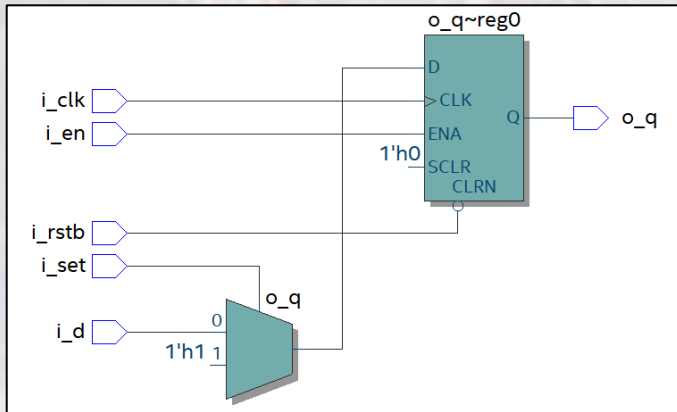 o_q~reg0
D
i_clk
CLK
Q
o_q
i_en
ENA
1'h0
SCLR
CLRN
i_rstb
i_set
o_q
0
i_d
1'h1
1